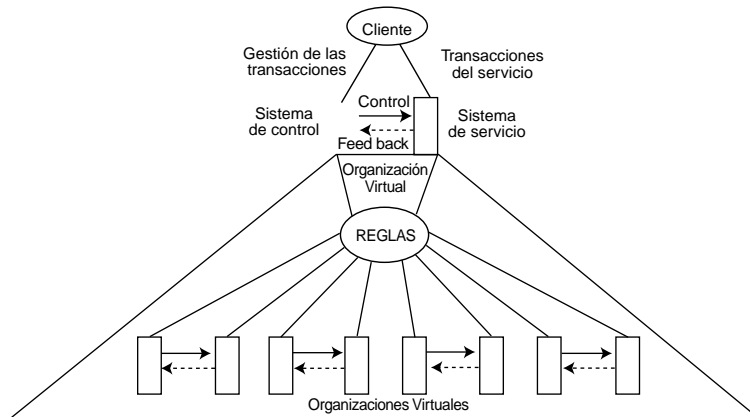 Cliente
Gestión de las
transacciones
Transacciones
del servicio
Sistema
de control
Control
Feed back
Sistema
de servicio
Organización
Virtual
REGLAS
Organizaciones Virtuales